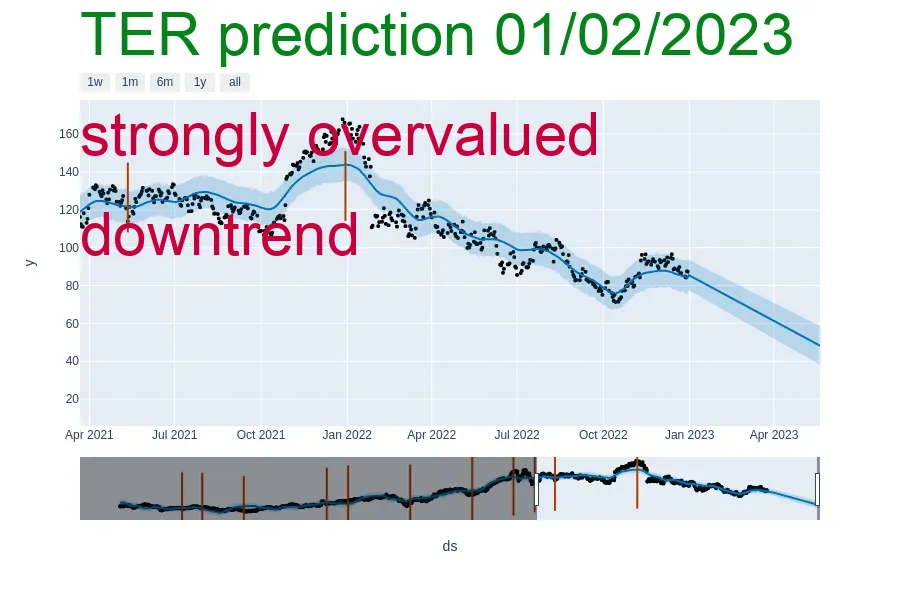 TER prediction 01/02/2023
1w 1m 6m 1y all
strongly overvalued
downtrend
160
140
120
100
80
60
40
20
y
Apr 2021 Jul 2021 Oct 2021 Jan 2022 Apr 2022 Jul 2022 Oct 2022 Jan 2023 Apr 2023
ds